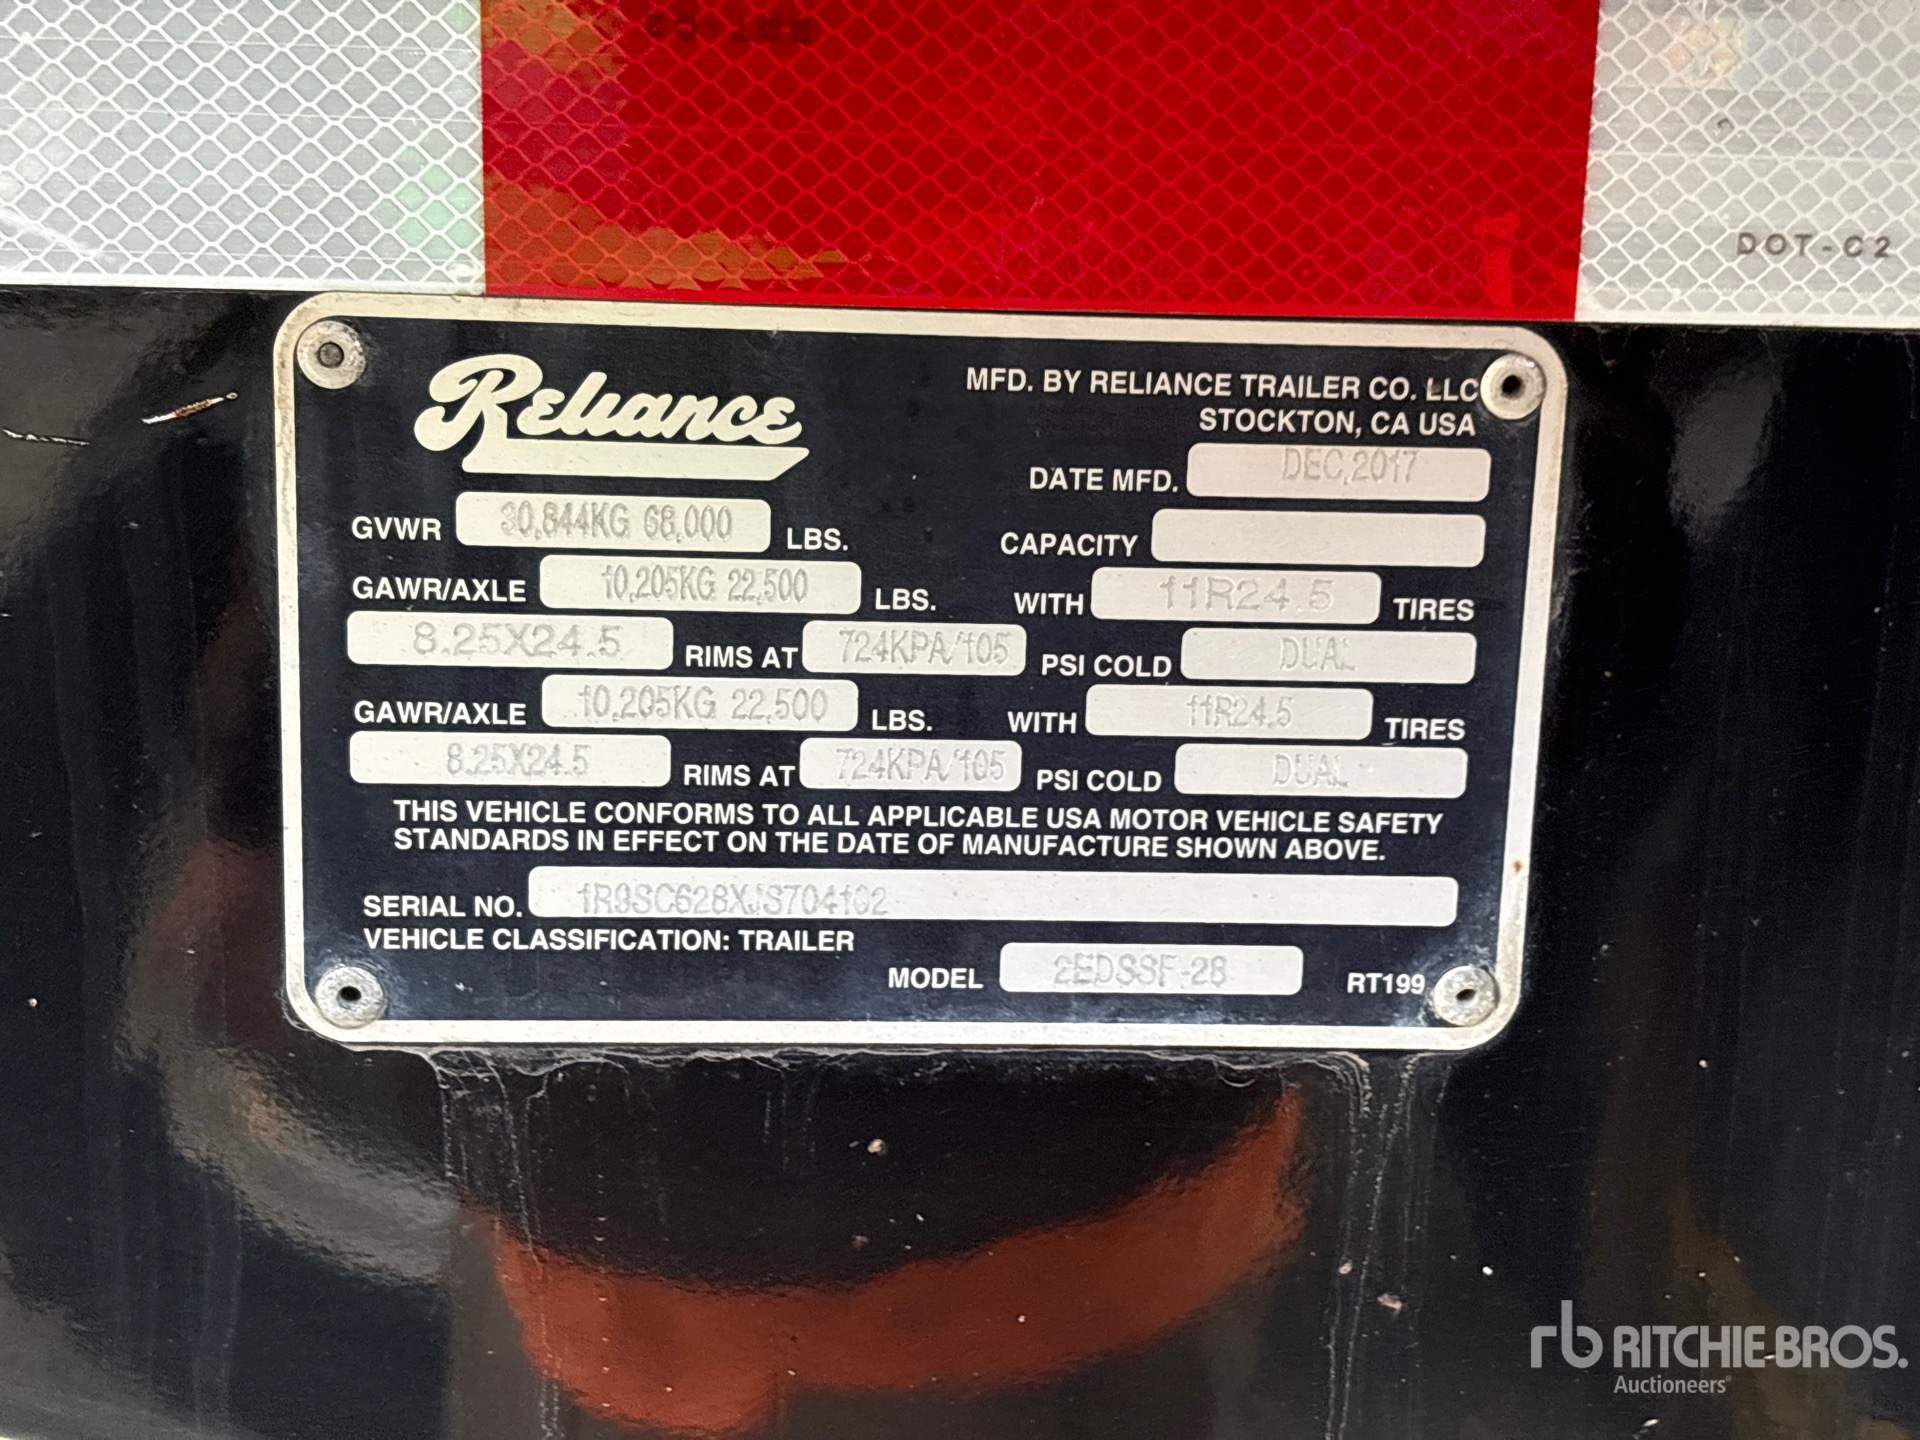 DOT-C2
Reliance
MFD. BY RELIANCE TRAILER CO. LLC
STOCKTON, CA USA
DATE MFD. DEC,2017
GVWR 30,844KG 68,000 LBS.
CAPACITY
GAWR/AXLE 10,205KG 22,500 LBS. WITH 11R24.5 TIRES
8.25X24.5 RIMS AT 724KPA/105 PSI COLD DUAL
GAWR/AXLE 10,205KG 22,500 LBS. WITH 11R24.5 TIRES
8.25X24.5 RIMS AT 724KPA/105 PSI COLD DUAL
THIS VEHICLE CONFORMS TO ALL APPLICABLE USA MOTOR VEHICLE SAFETY
STANDARDS IN EFFECT ON THE DATE OF MANUFACTURE SHOWN ABOVE.
SERIAL NO. 1R9SC628XJS704102
VEHICLE CLASSIFICATION: TRAILER
MODEL 2EDSSF-28 RT199
rb RITCHIE BROS.
Auctioneers